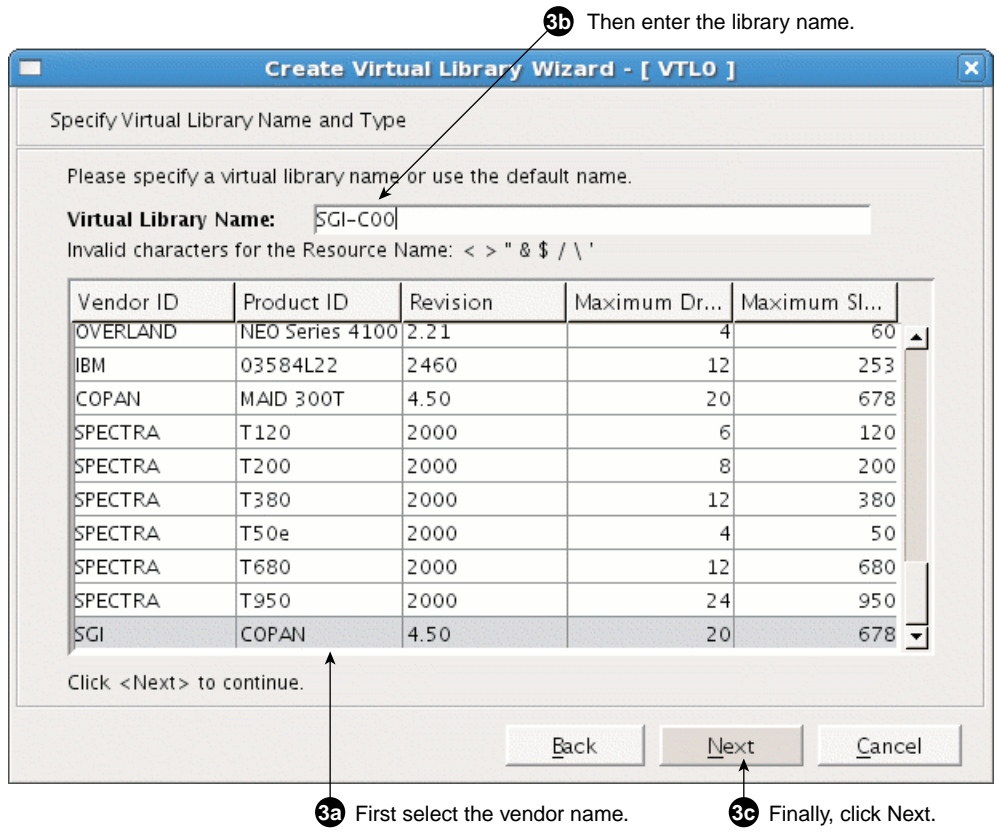 3b Then enter the library name.
Create Virtual Library Wizard - [ VTL0 ]
Specify Virtual Library Name and Type
Please specify a virtual library name or use the default name.
Virtual Library Name: SGI-C00
Invalid characters for the Resource Name: < > " & $ / \ '
Vendor ID Product ID Revision Maximum Dr... Maximum Sl...
OVERLAND NEO Series 4100 2.21 4 60
IBM 03584L22 2460 12 253
COPAN MAID 300T 4.50 20 678
SPECTRA T120 2000 6 120
SPECTRA T200 2000 8 200
SPECTRA T380 2000 12 380
SPECTRA T50e 2000 4 50
SPECTRA T680 2000 12 680
SPECTRA T950 2000 24 950
SGI COPAN 4.50 20 678
Click <Next> to continue.
Back Next Cancel
3a First select the vendor name. 3c Finally, click Next.